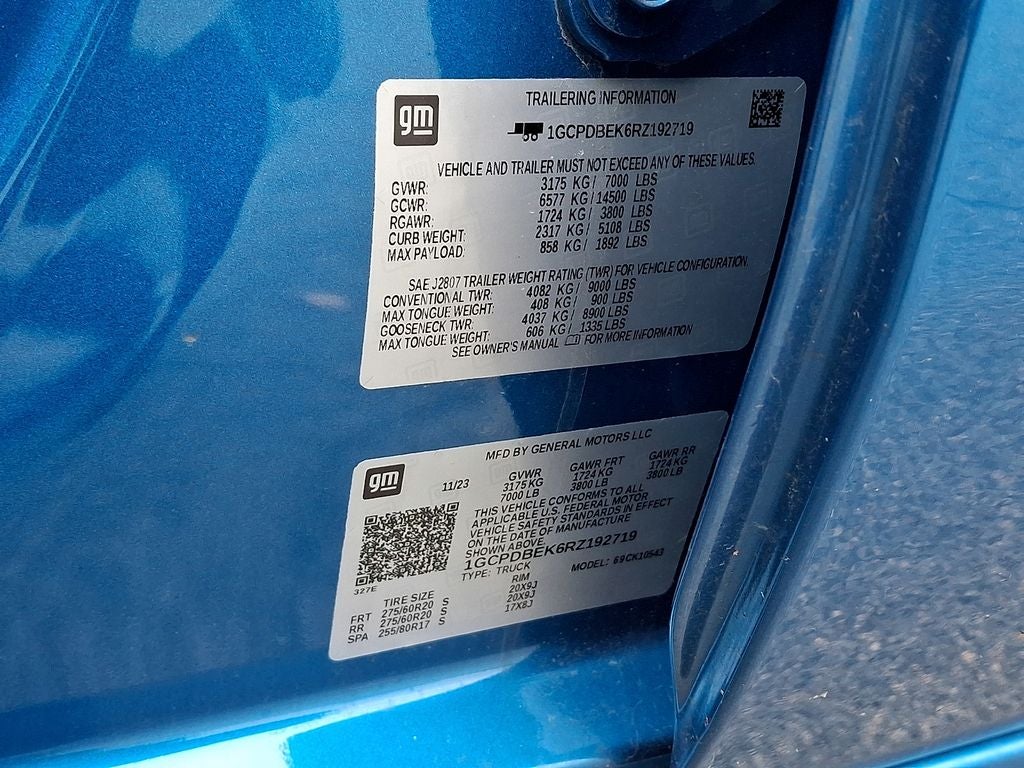 gm
TRAILERING INFORMATION
1GCPDBEK6RZ192719
VEHICLE AND TRAILER MUST NOT EXCEED ANY OF THESE VALUES.
GVWR: 3175 KG/ 7000 LBS
GCWR: 6577 KG/14500 LBS
RGAWR: 1724 KG/ 3800 LBS
CURB WEIGHT: 2317 KG/ 5108 LBS
MAX PAYLOAD: 858 KG/ 1892 LBS
SAE J2807 TRAILER WEIGHT RATING (TWR) FOR VEHICLE CONFIGURATION.
CONVENTIONAL TWR: 4082 KG/ 9000 LBS
MAX TONGUE WEIGHT: 408 KG/ 900 LBS
GOOSENECK TWR: 4037 KG/ 8900 LBS
MAX TONGUE WEIGHT: 606 KG/ 1335 LBS
SEE OWNER'S MANUAL FOR MORE INFORMATION
gm
MFD BY GENERAL MOTORS LLC
11/23 GVWR GAWR FRT GAWR RR
3175 KG 1724 KG 1724 KG
7000 LB 3800 LB 3800 LB
THIS VEHICLE CONFORMS TO ALL
APPLICABLE U.S. FEDERAL MOTOR
VEHICLE SAFETY STANDARDS IN EFFECT
ON THE DATE OF MANUFACTURE
SHOWN ABOVE.
1GCPDBEK6RZ192719
TYPE: TRUCK MODEL: 69CK10543
327E
TIRE SIZE RIM
FRT 275/60R20 S 20X9J
RR 275/60R20 S 20X9J
SPA 255/80R17 S 17X8J